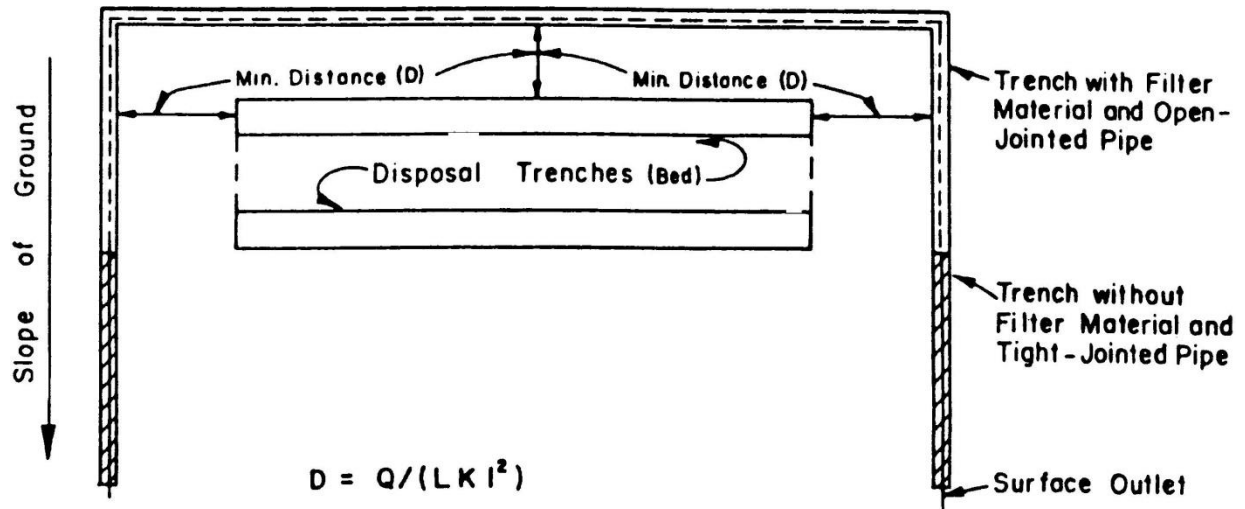 Min. Distance (D)
Min. Distance (D)
Trench with Filter
Material and Open-
Jointed Pipe
Slope of Ground
Disposal Trenches (Bed)
Trench without
Filter Material and
Tight-Jointed Pipe
D = Q/(L K I²)
Surface Outlet